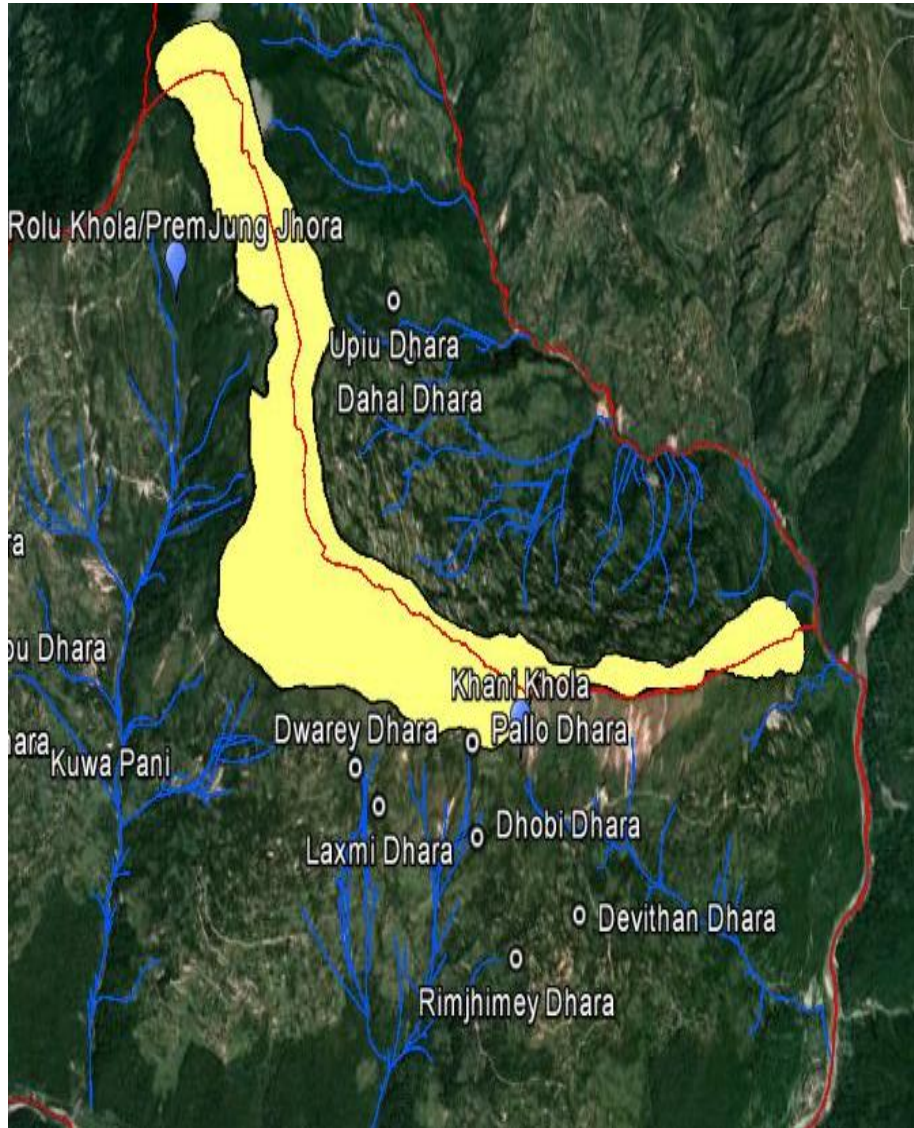 Rolu Khola/PremJung Jhora
Upiu Dhara
Dahal Dhara
ra
ou Dhara
Khani Khola
Dwarey Dhara
Pallo Dhara
hara
Kuwa Pani
Dhobi Dhara
Laxmi Dhara
Devithan Dhara
Rimjhimey Dhara